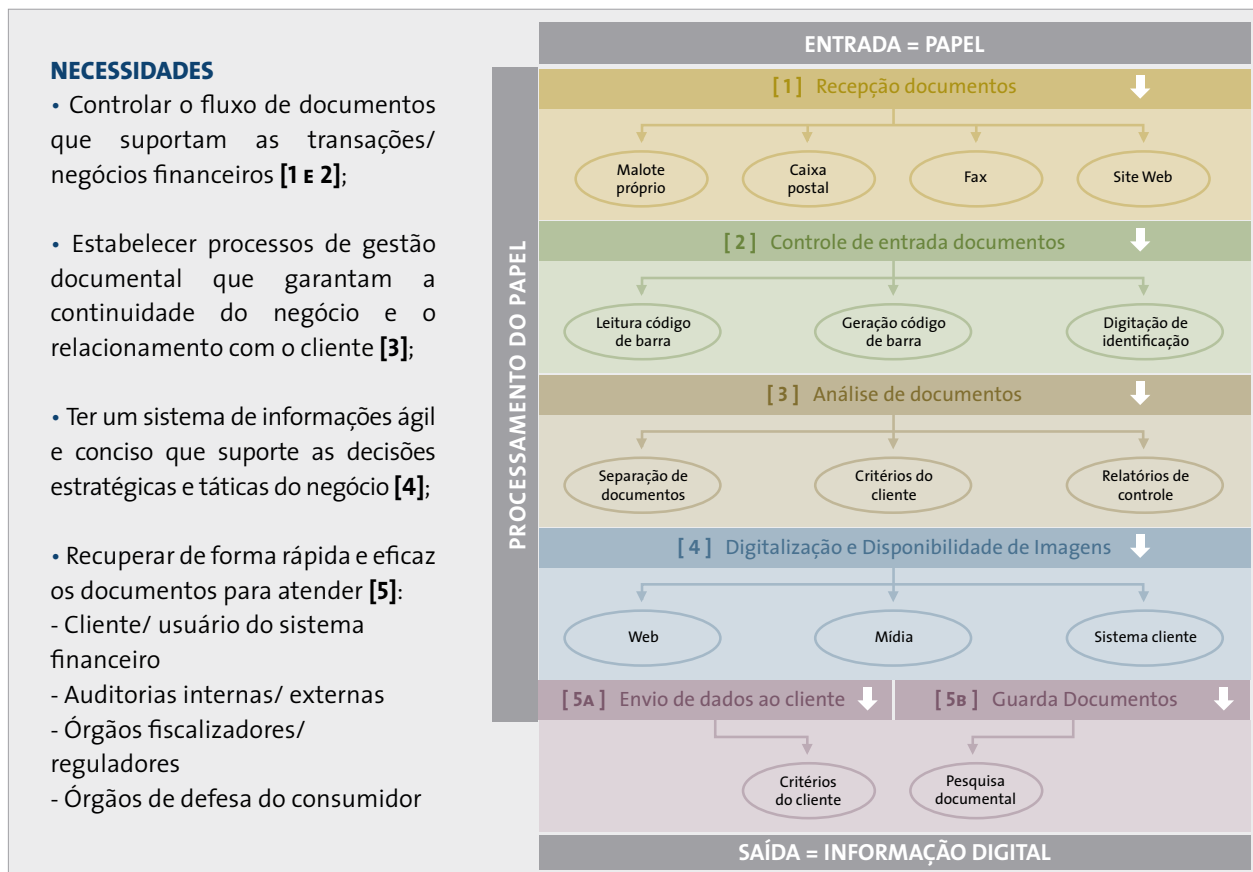 NECESSIDADES
• Controlar o fluxo de documentos
que suportam as transações/
negócios financeiros [1 E 2];
• Estabelecer processos de gestão
documental que garantam a
continuidade do negócio e o
relacionamento com o cliente [3];
• Ter um sistema de informações ágil
e conciso que suporte as decisões
estratégicas e táticas do negócio [4];
• Recuperar de forma rápida e eficaz
os documentos para atender [5]:
- Cliente/ usuário do sistema
financeiro
- Auditorias internas/ externas
- Órgãos fiscalizadores/
reguladores
- Órgãos de defesa do consumidor
PROCESSAMENTO DO PAPEL
ENTRADA = PAPEL
[ 1 ] Recepção documentos
Malote
próprio
Caixa
postal
Fax
Site Web
[ 2 ] Controle de entrada documentos
Leitura código
de barra
Geração código
de barra
Digitação de
identificação
[ 3 ] Análise de documentos
Separação de
documentos
Critérios do
cliente
Relatórios de
controle
[ 4 ] Digitalização e Disponibilidade de Imagens
Web
Mídia
Sistema cliente
[ 5A ] Envio de dados ao cliente
[ 5B ] Guarda Documentos
Critérios
do cliente
Pesquisa
documental
SAÍDA = INFORMAÇÃO DIGITAL